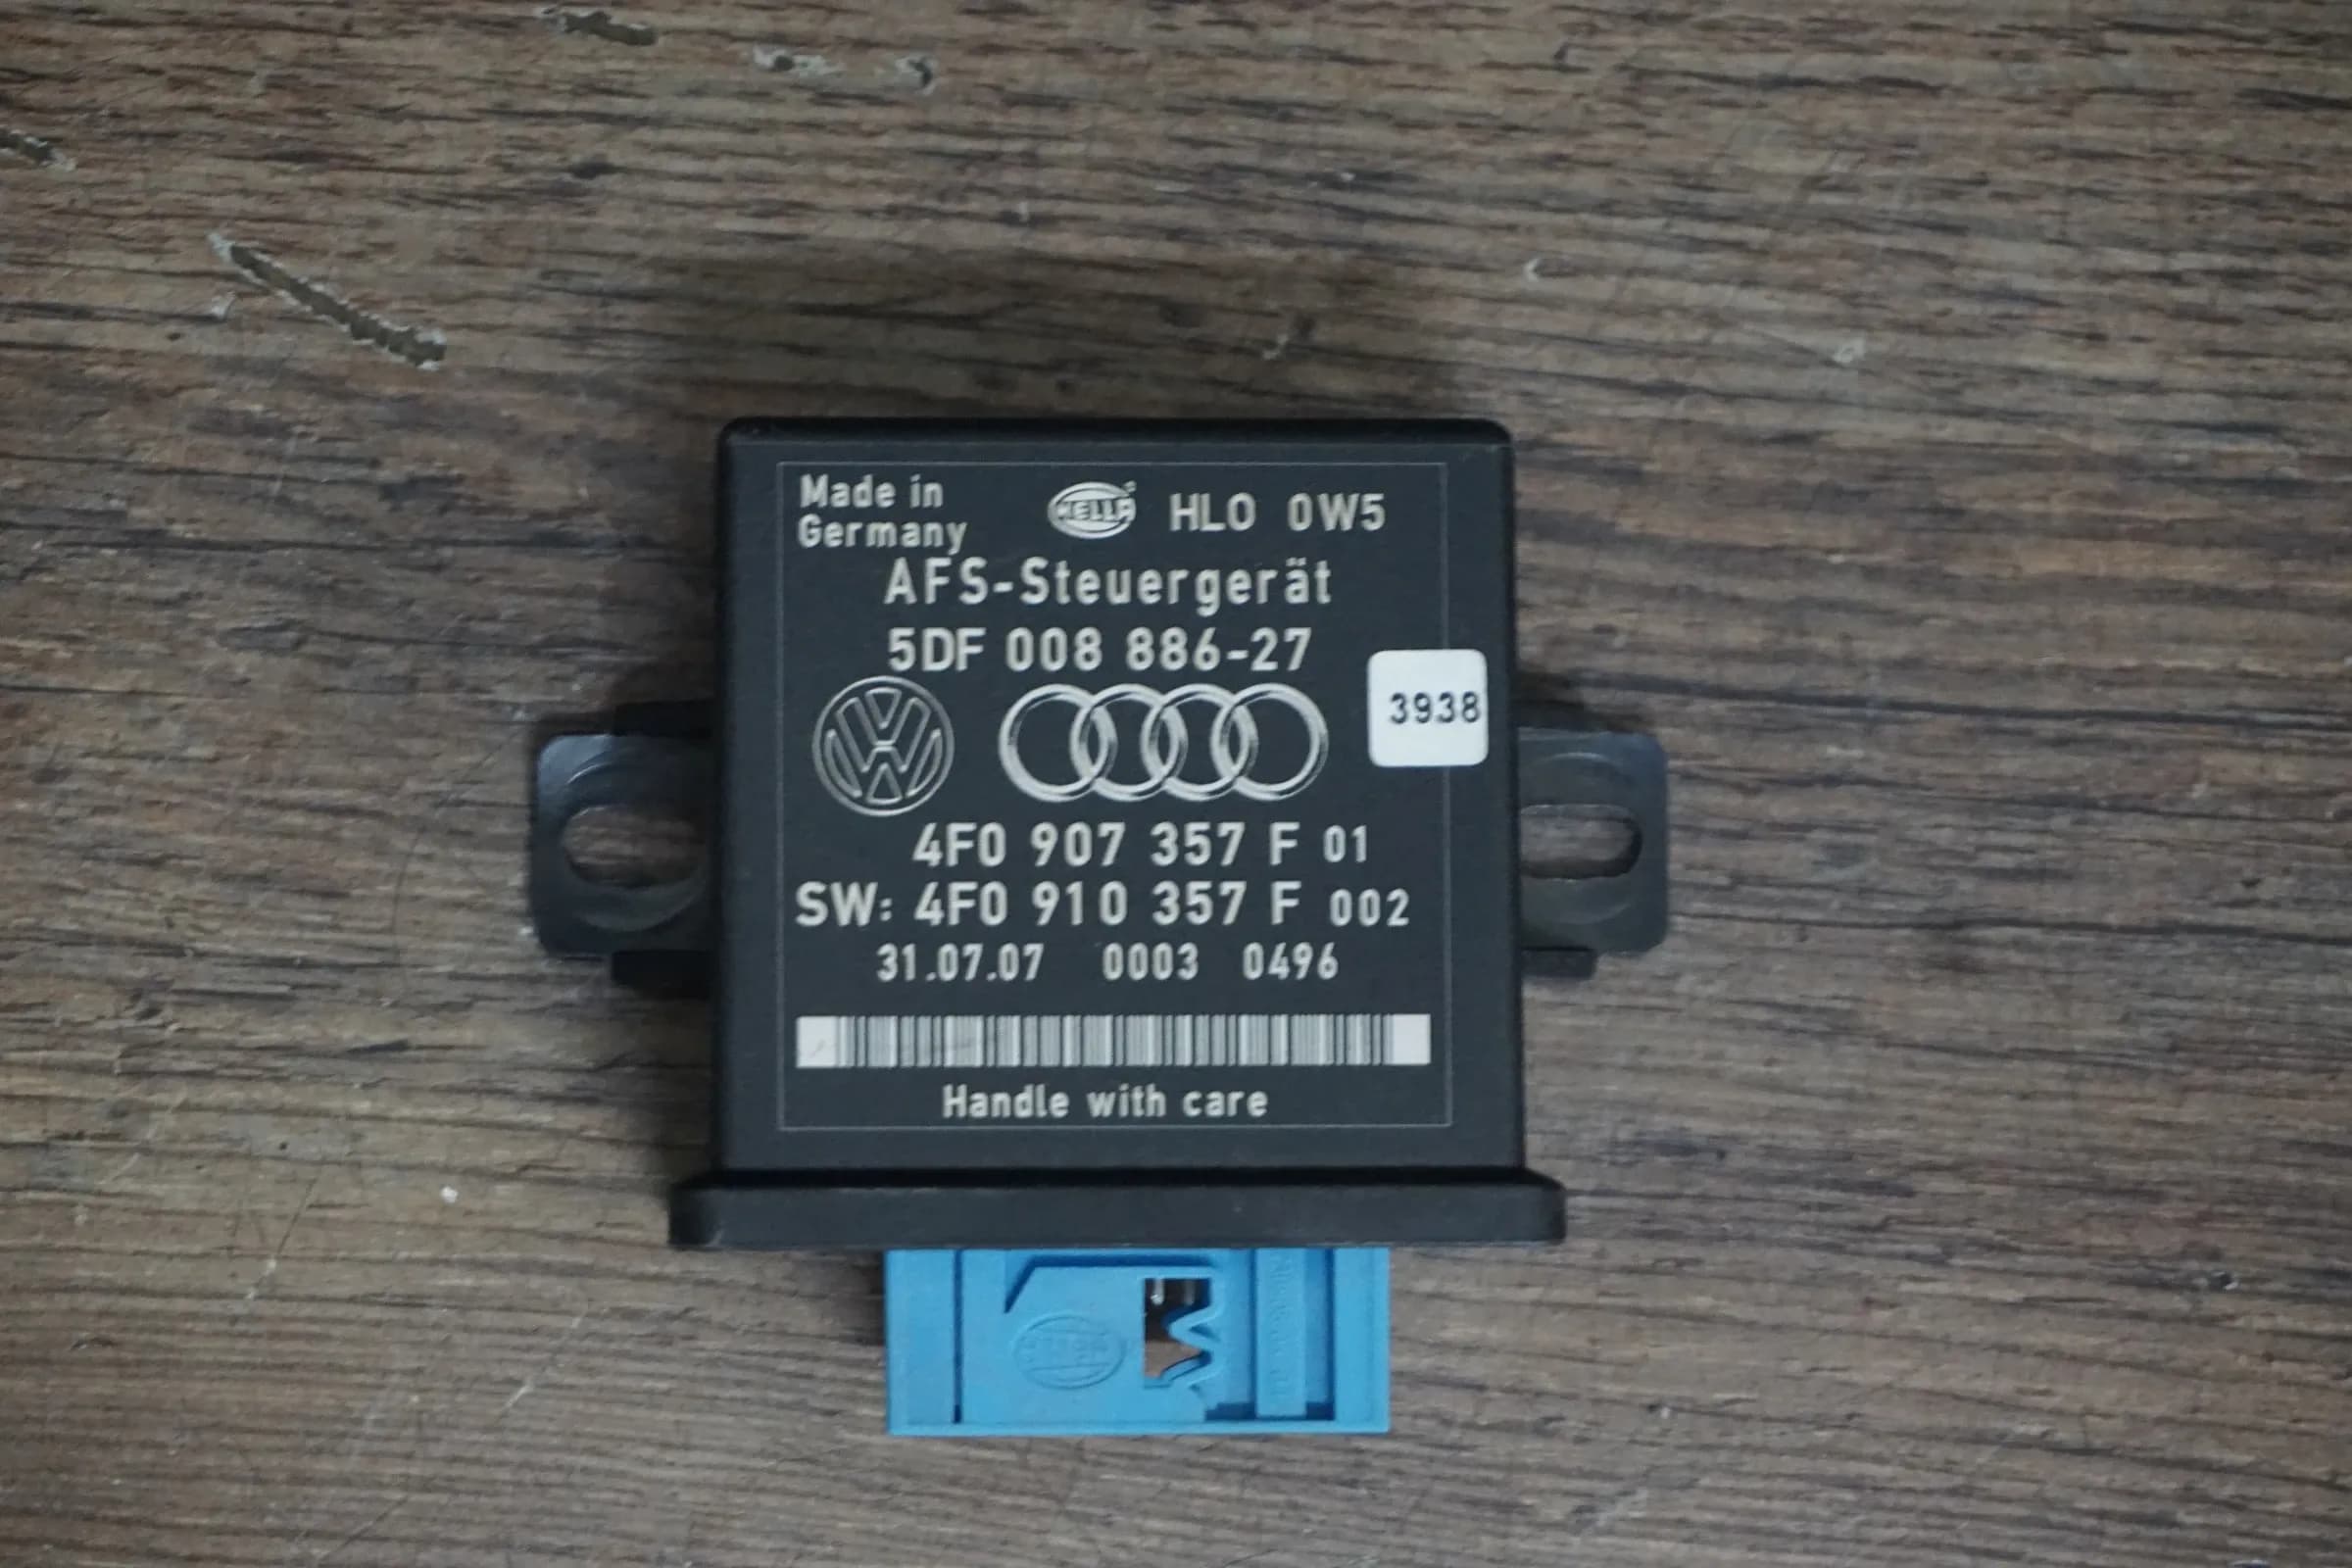 Made in
Germany
HELLA HLO 0W5
AFS-Steuergerät
5DF 008 886-27
3938
4F0 907 357 F 01
SW: 4F0 910 357 F 002
31.07.07 0003 0496
Handle with care